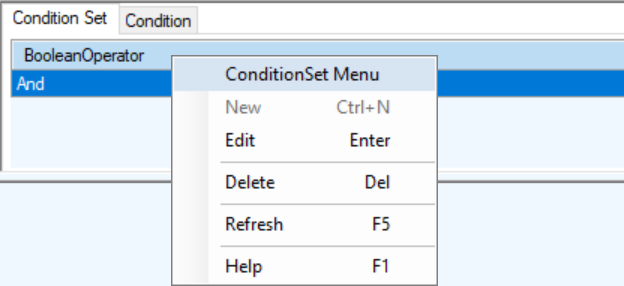 Condition Set Condition
BooleanOperator
And
ConditionSet Menu
New Ctrl+N
Edit Enter
Delete Del
Refresh F5
Help F1